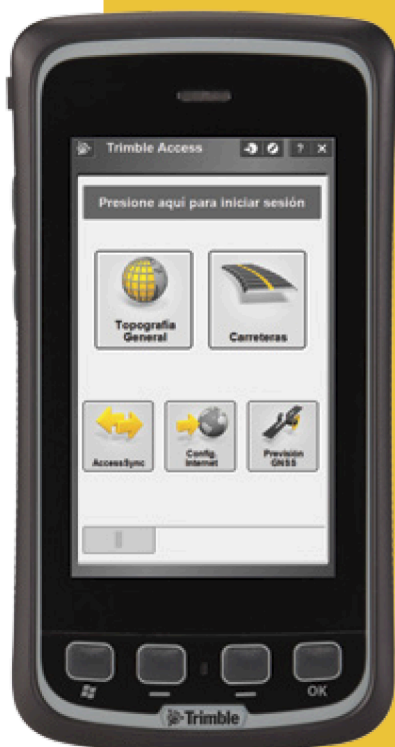 Trimble Access
? X
Presione aquí para iniciar sesión
Topografía
General
Carreteras
AccessSync
Config.
Internet
Previsión
GNSS
OK
Trimble